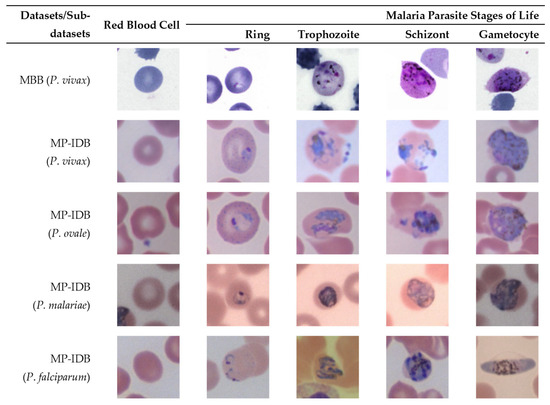 Datasets/Sub-
datasets
Red Blood Cell
Malaria Parasite Stages of Life
Ring
Trophozoite
Schizont
Gametocyte
MBB (P. vivax)
MP-IDB
(P. vivax)
MP-IDB
(P. ovale)
MP-IDB
(P. malariae)
MP-IDB
(P. falciparum)